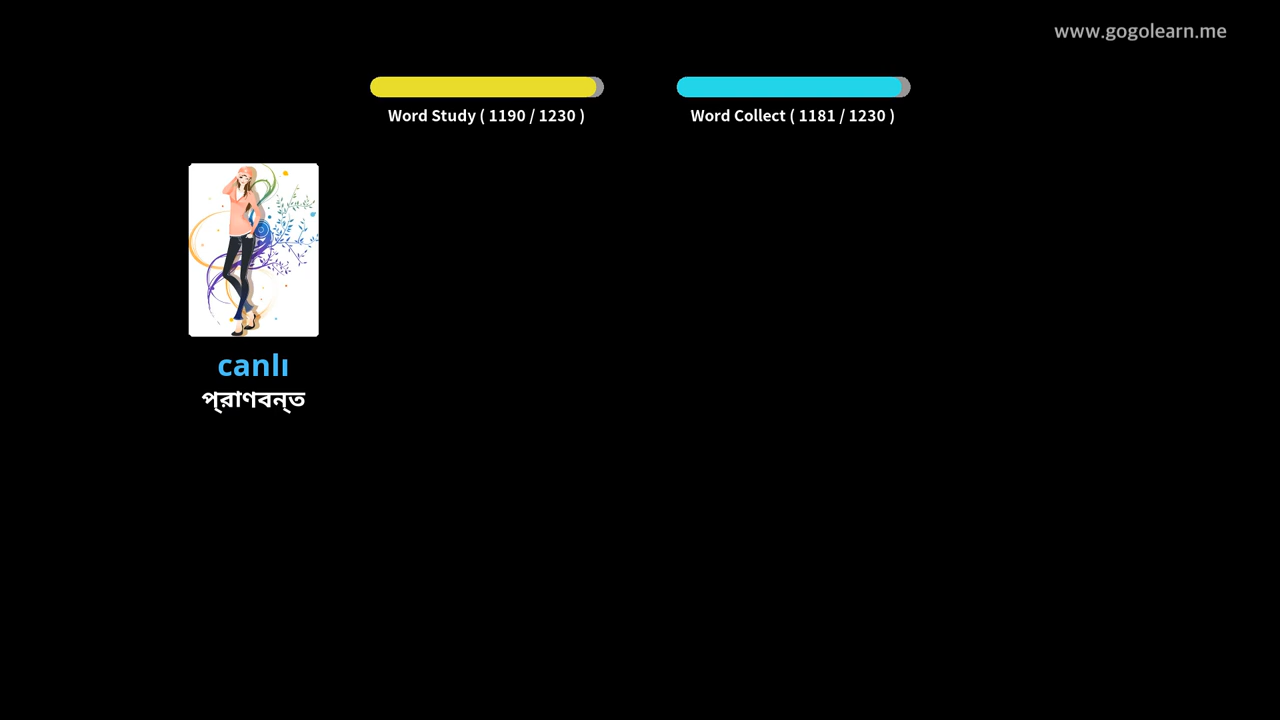 www.gogolearn.me
Word Study ( 1190 / 1230 )
Word Collect ( 1181 / 1230 )
canlı
প্রাণবন্ত